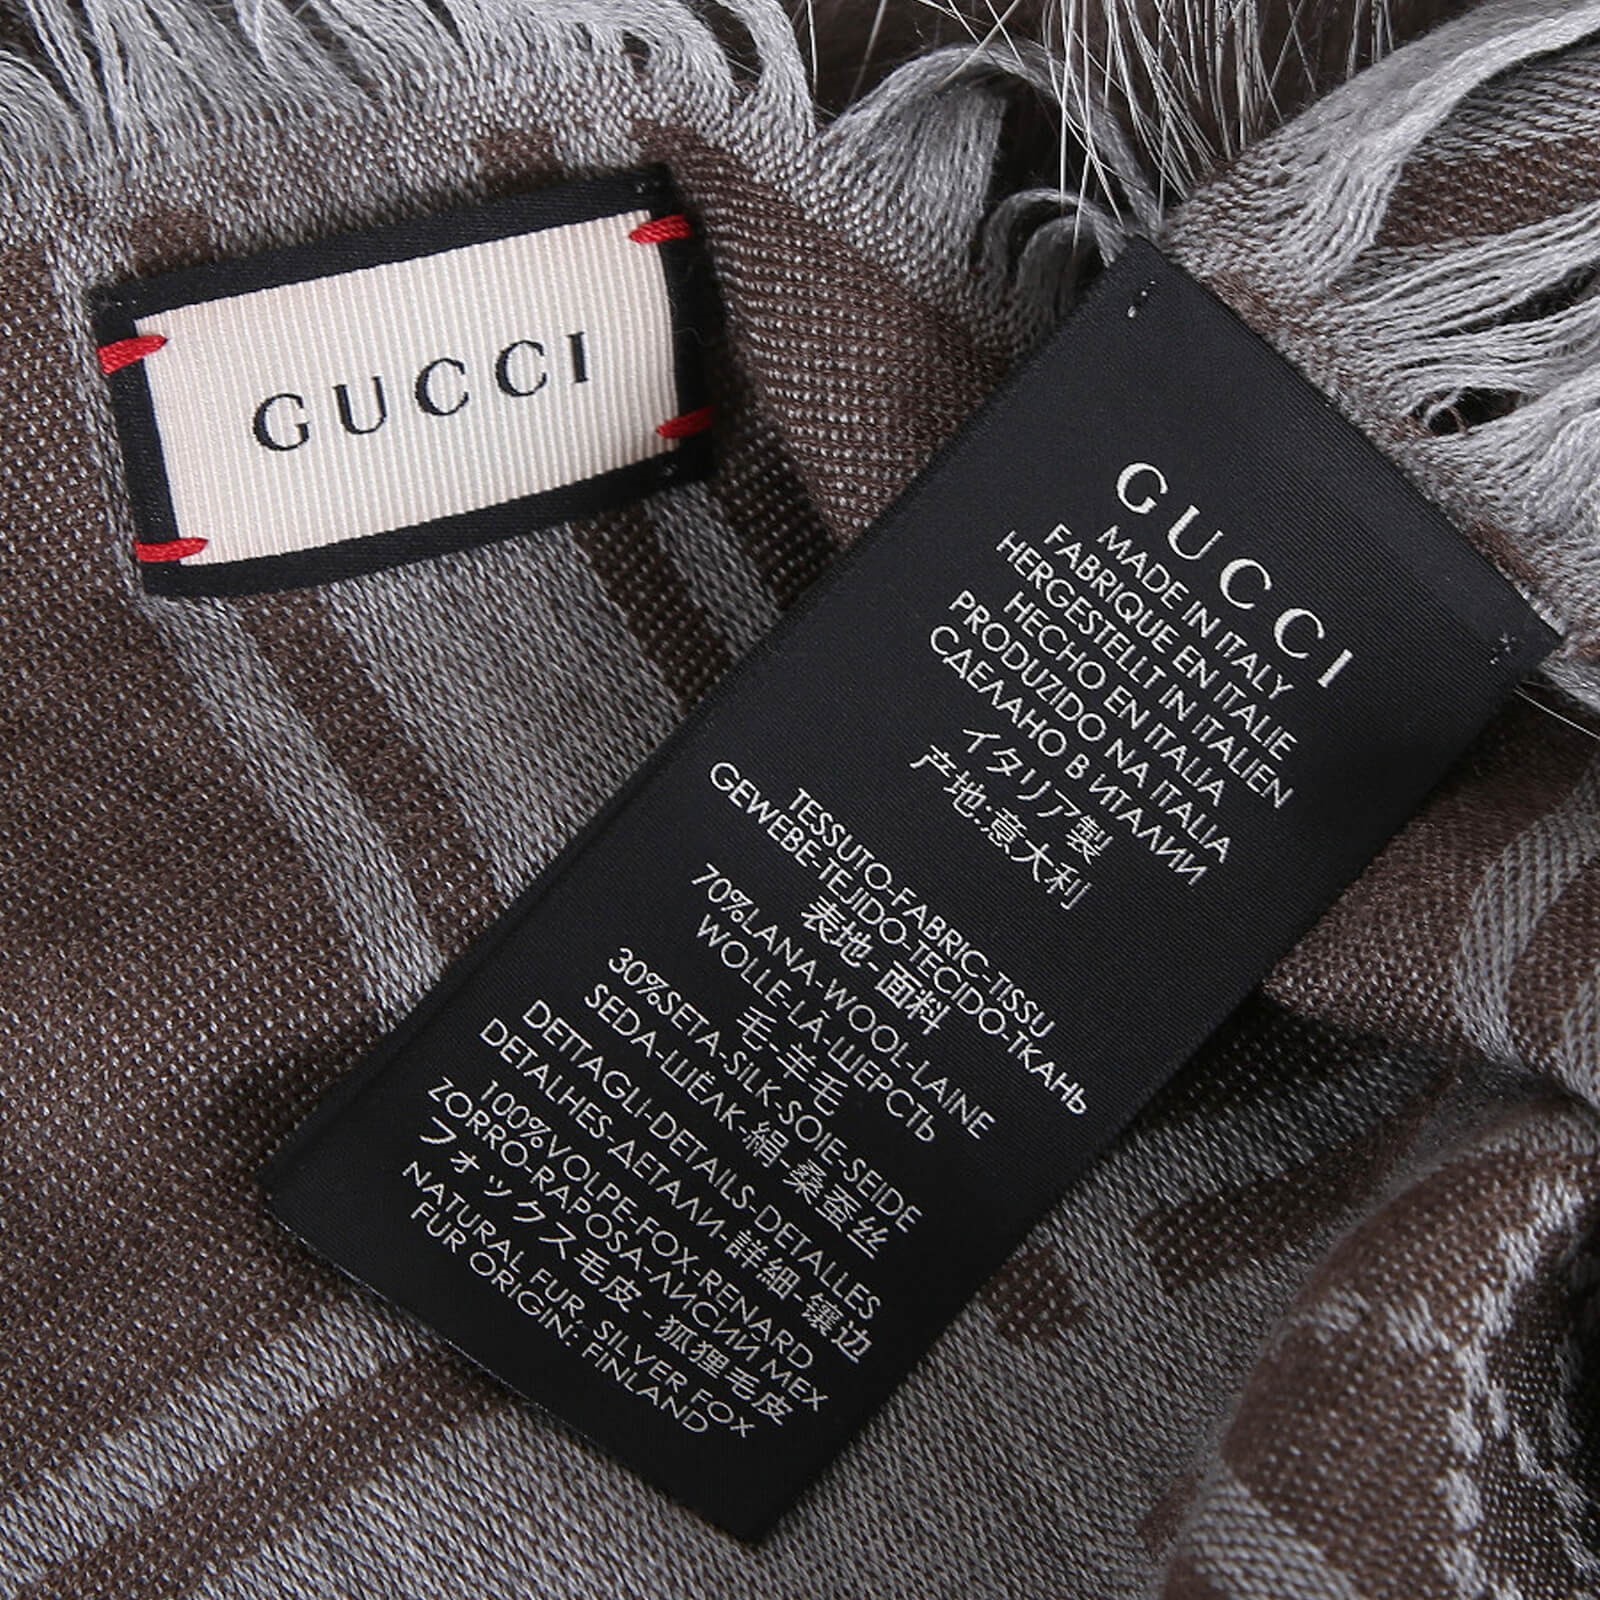 GUCCI
GUCCI
MADE IN ITALY
FABRIQUE EN ITALIE
HERGESTELLT IN ITALIEN
HECHO EN ITALIA
PRODUZIDO NA ITALIA
СДЕЛАНО В ИТАЛИИ
イタリア製
产地:意大利
TESSUTO-FABRIC-TISSU
GEWEBE-TEJIDO-TECIDO-ТКАНЬ
表地-面料
70%LANA-WOOL-LAINE
WOLLE-LÃ-ШЕРСТЬ
毛-羊毛
30%SETA-SILK-SOIE-SEIDE
SEDA-ШЁЛК-絹-桑蚕丝
DETTAGLI-DETAILS-DETALLES
DETALHES-ДЕТАЛИ-詳細-镶边
100%VOLPE-FOX-RENARD
ZORRO-RAPOSA-ЛИСИЙ МЕХ
フォックス毛皮-狐狸毛皮
NATURAL FUR, SILVER FOX
FUR ORIGIN: FINLAND